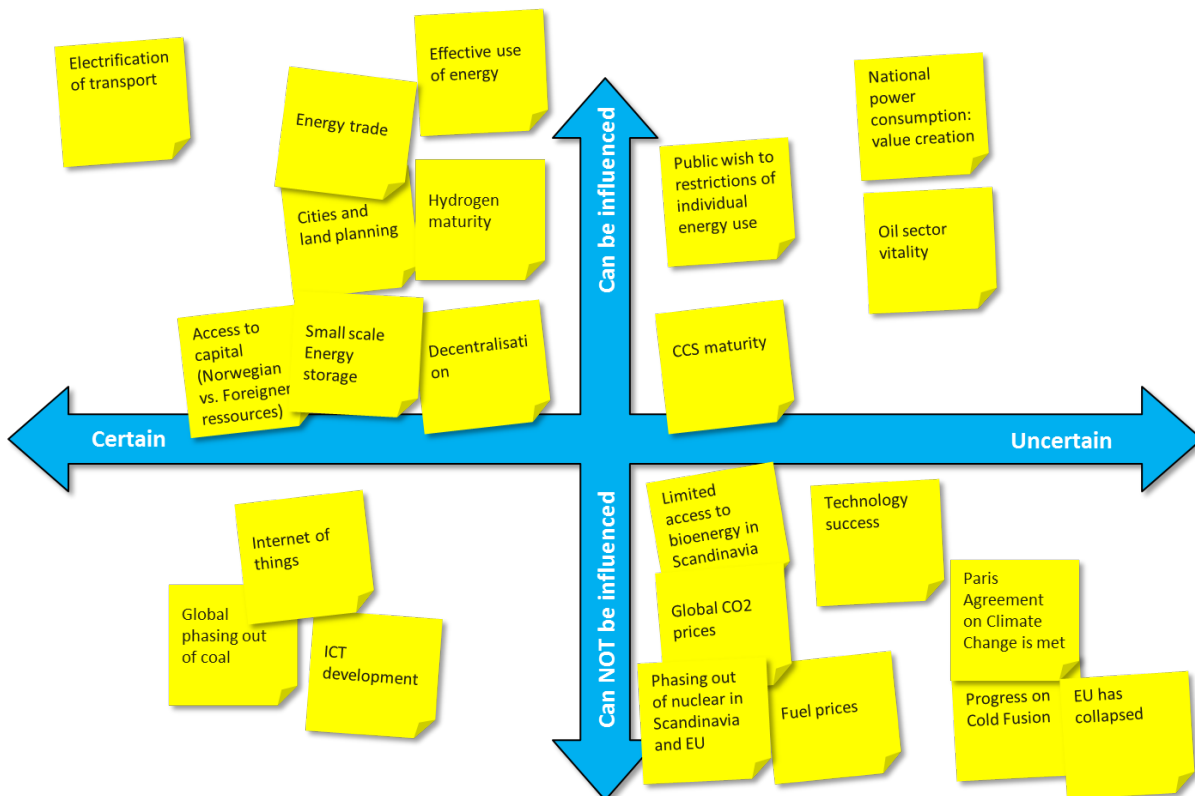 Electrification
of transport
Energy trade
Effective use
of energy
Cities and
land planning
Hydrogen
maturity
Access to
capital
(Norwegian
vs. Foreigner
ressources)
Small scale
Energy
storage
Decentralisati
on
Can be influenced
Public wish to
restrictions of
individual
energy use
National
power
consumption:
value creation
Oil sector
vitality
CCS maturity
Certain
Uncertain
Internet of
things
Global
phasing out
of coal
ICT
development
Can NOT be influenced
Limited
access to
bioenergy in
Scandinavia
Technology
success
Global CO2
prices
Paris
Agreement
on Climate
Change is met
Phasing out
of nuclear in
Scandinavia
and EU
Fuel prices
Progress on
Cold Fusion
EU has
collapsed